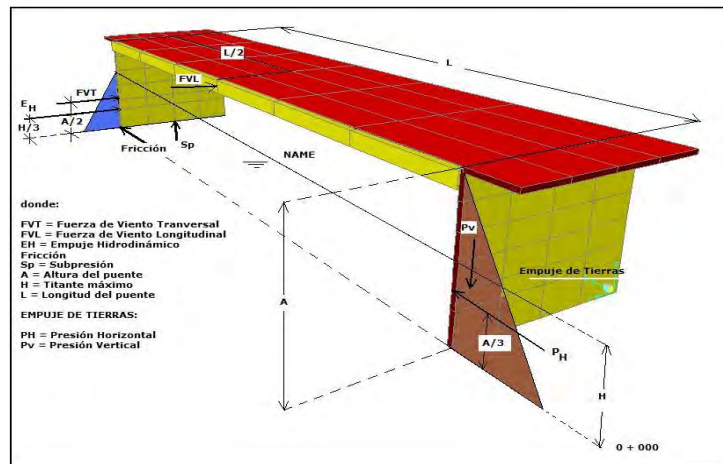 L/2
L
FVL
FVT
E H
H/3
A/2
Fricción
Sp
NAME
donde:
FVT = Fuerza de Viento Tranversal
FVL = Fuerza de Viento Longitudinal
EH = Empuje Hidrodinámico
Fricción
Sp = Subpresión
A = Altura del puente
H = Titante máximo
L = Longitud del puente
EMPUJE DE TIERRAS:
PH = Presión Horizontal
Pv = Presión Vertical
Pv
Empuje de Tierras
A
A/3
P H
H
0 + 000